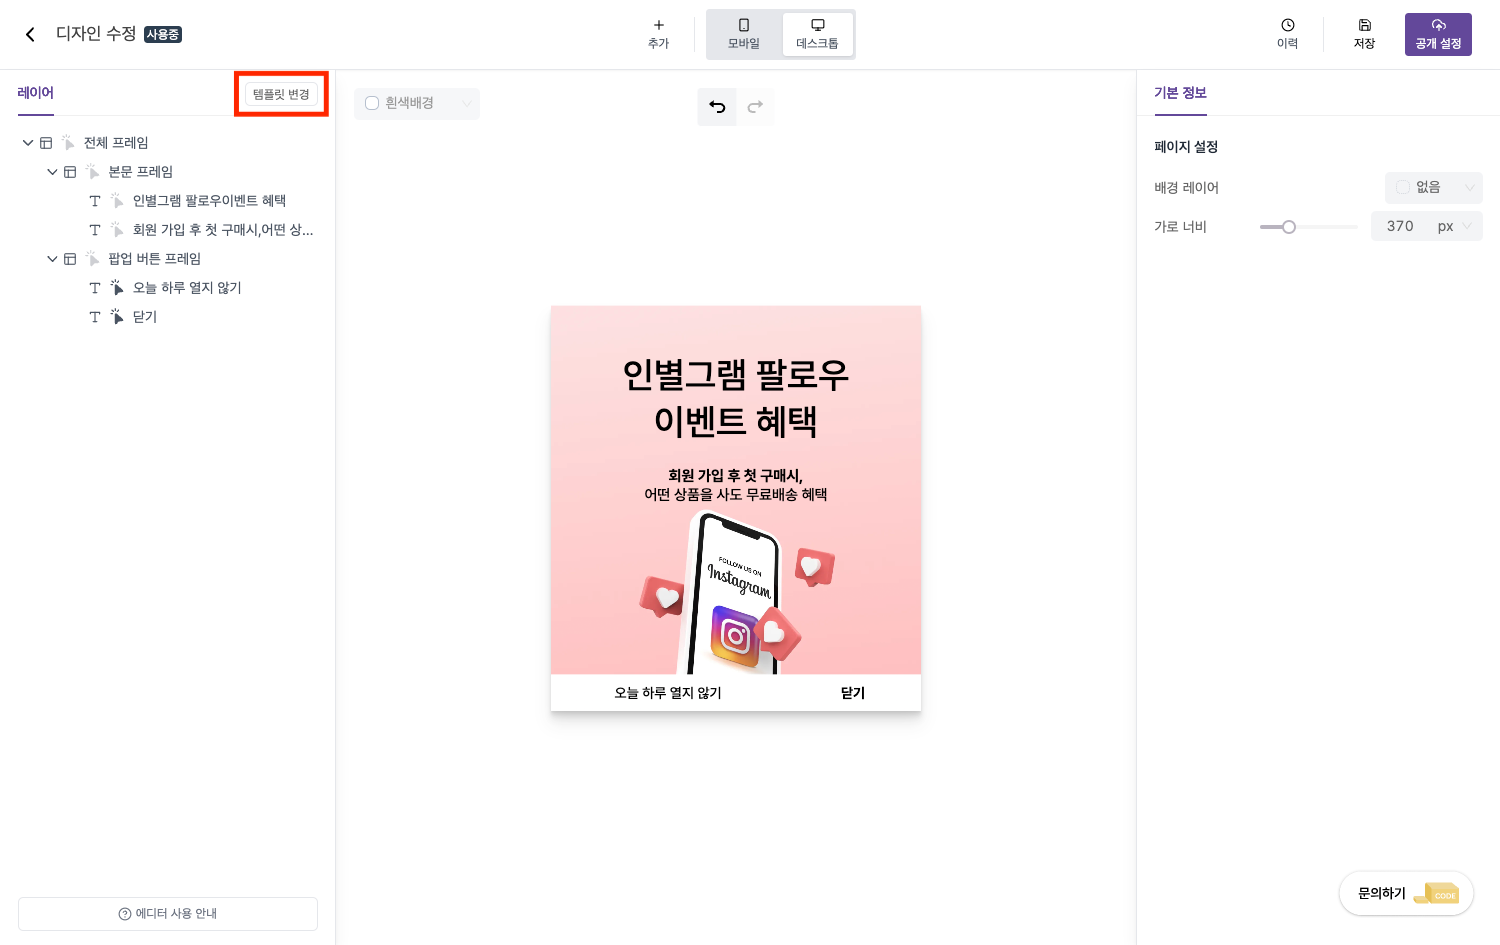 디자인 수정 사용중
추가
모바일
데스크톱
이력
저장
공개 설정
레이어
템플릿 변경
전체 프레임
본문 프레임
인별그램 팔로우이벤트 혜택
회원 가입 후 첫 구매시,어떤 상...
팝업 버튼 프레임
오늘 하루 열지 않기
닫기
에디터 사용 안내
흰색배경
인별그램 팔로우
이벤트 혜택
회원 가입 후 첫 구매시,
어떤 상품을 사도 무료배송 혜택
FOLLOW US ON
Instagram
오늘 하루 열지 않기
닫기
기본 정보
페이지 설정
배경 레이어
없음
가로 너비
370 px
문의하기
CODE